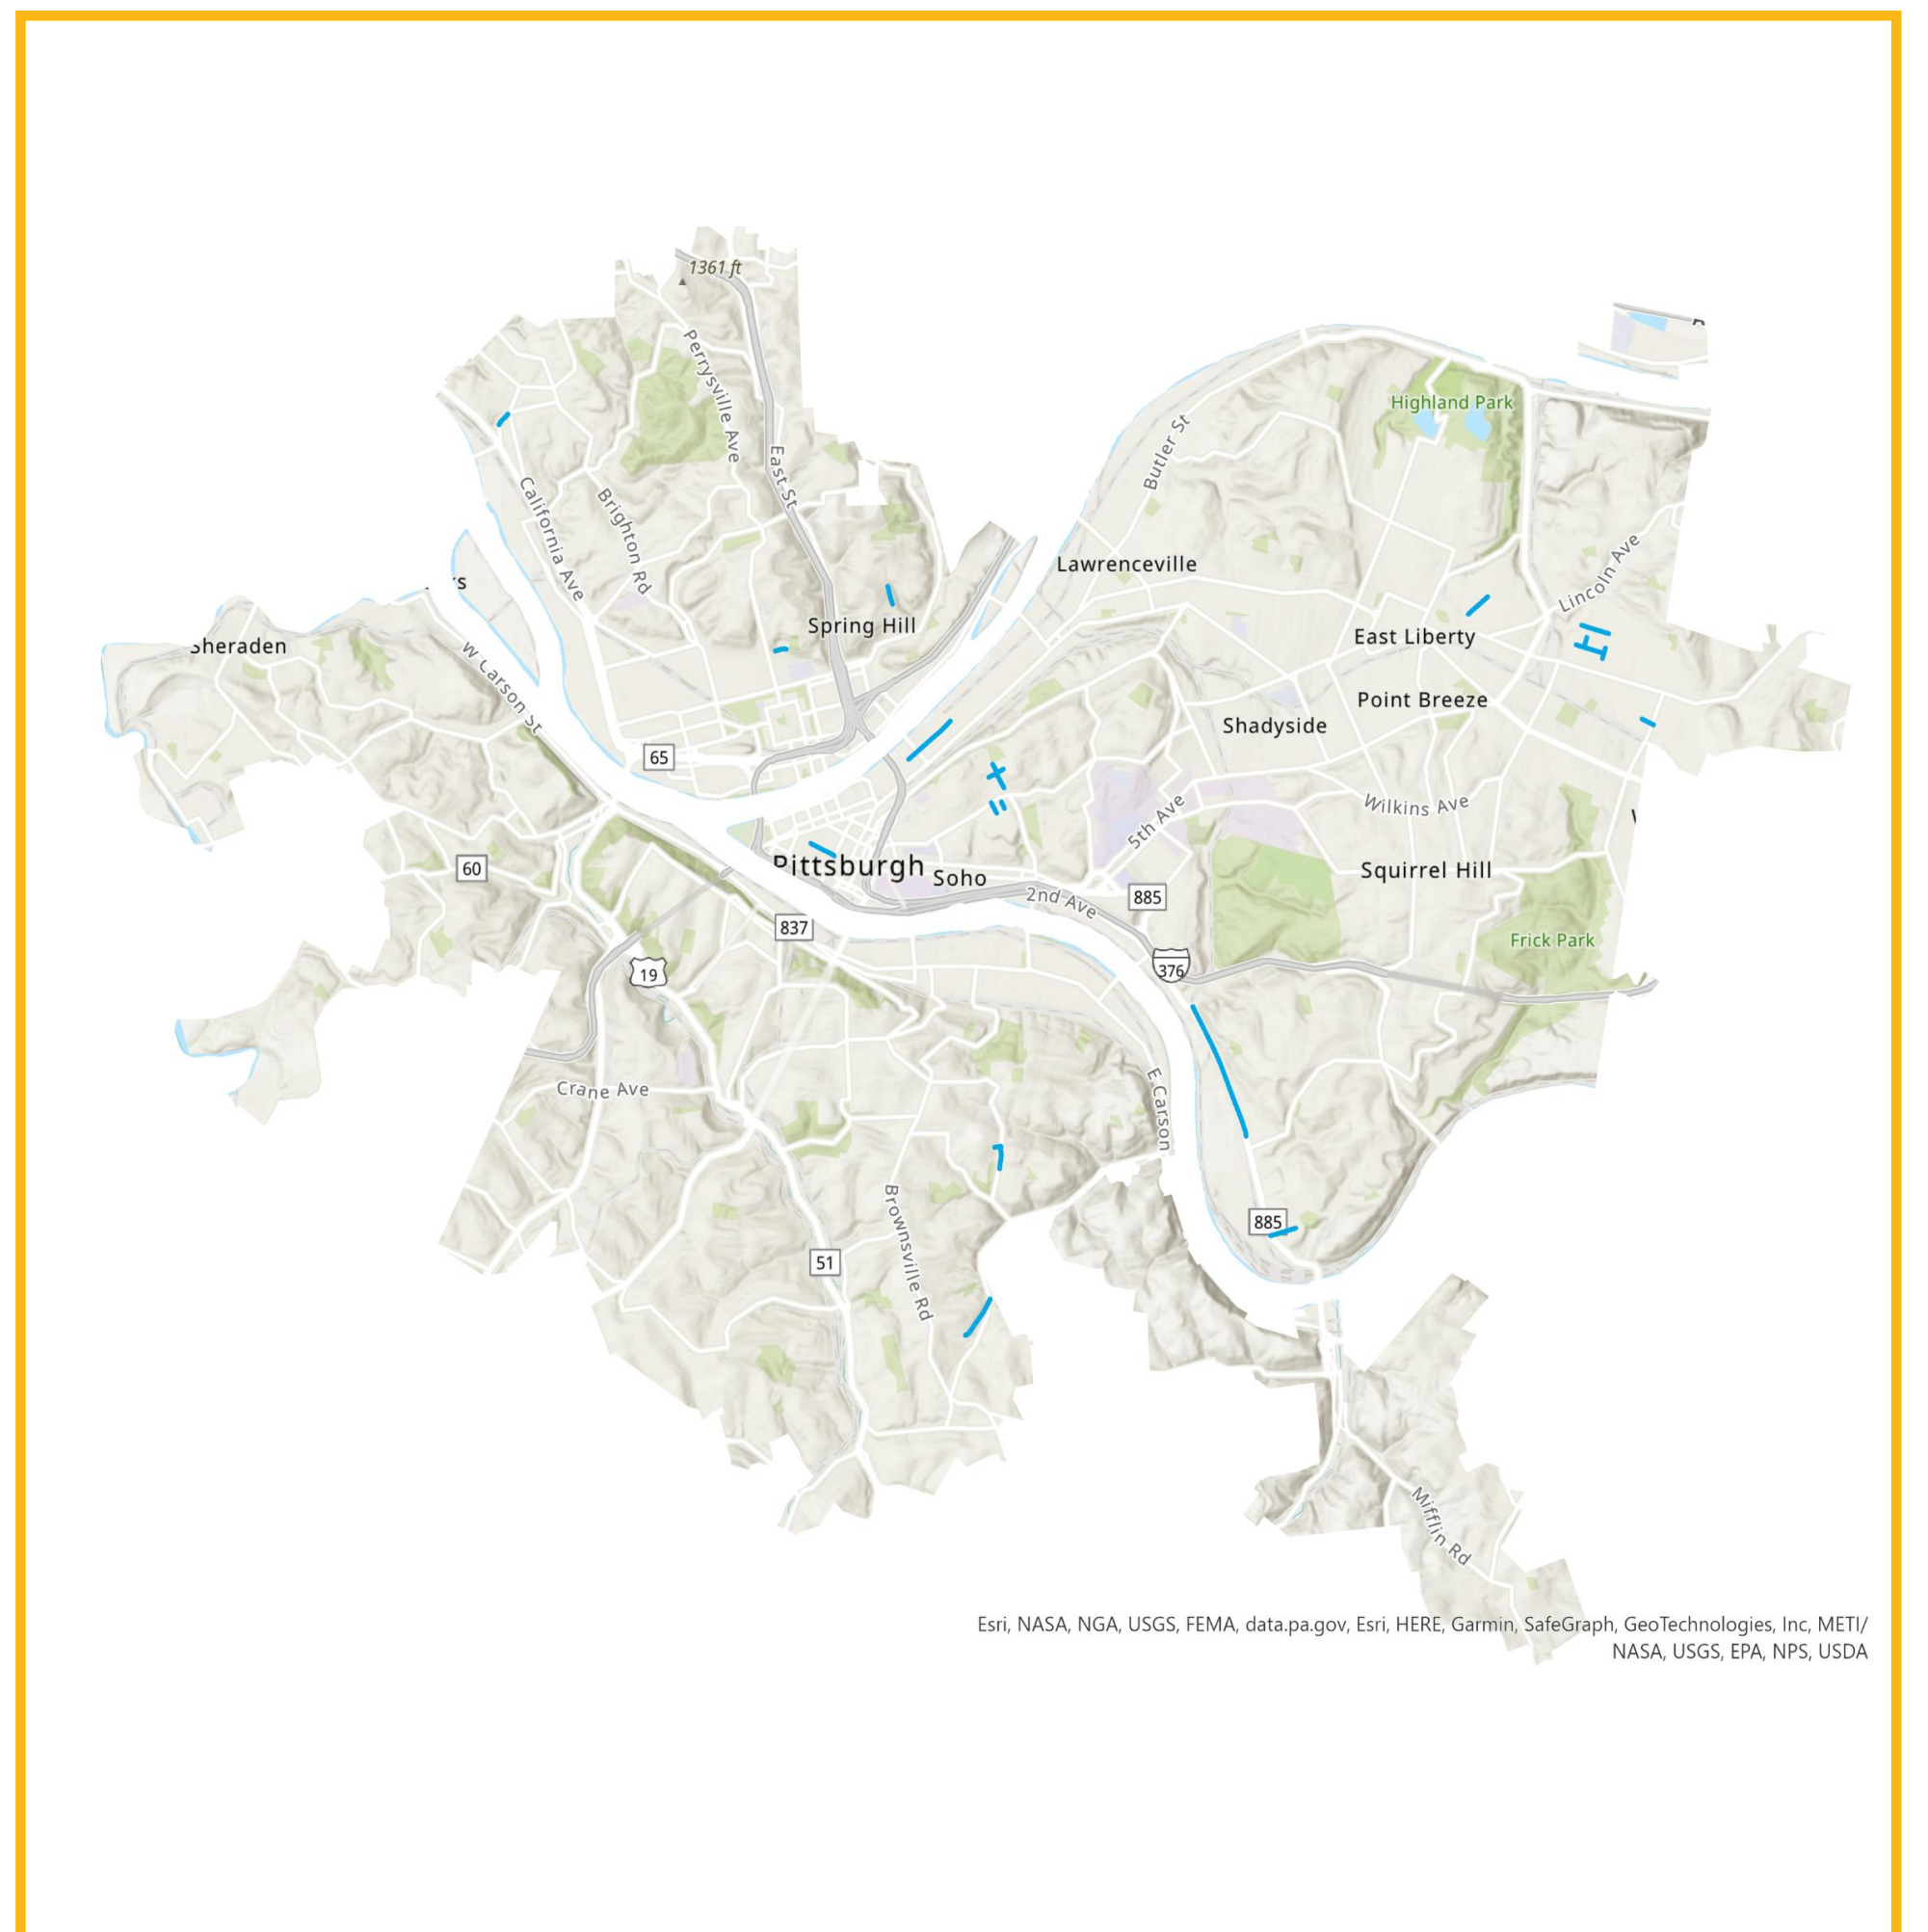 1361 ft
Perrysville Ave
Highland Park
Butler St
East St
California Ave
Brighton Rd
Lincoln Ave
Lawrenceville
Spring Hill
East Liberty
Sheraden
W Carson St
Point Breeze
Shadyside
65
Wilkins Ave
5th Ave
Pittsburgh
60
Soho
Squirrel Hill
2nd Ave
885
837
Frick Park
376
19
Crane Ave
E Carson
Brownsville Rd
885
51
Mifflin Rd
Esri, NASA, NGA, USGS, FEMA, data.pa.gov, Esri, HERE, Garmin, SafeGraph, GeoTechnologies, Inc, METI/
NASA, USGS, EPA, NPS, USDA